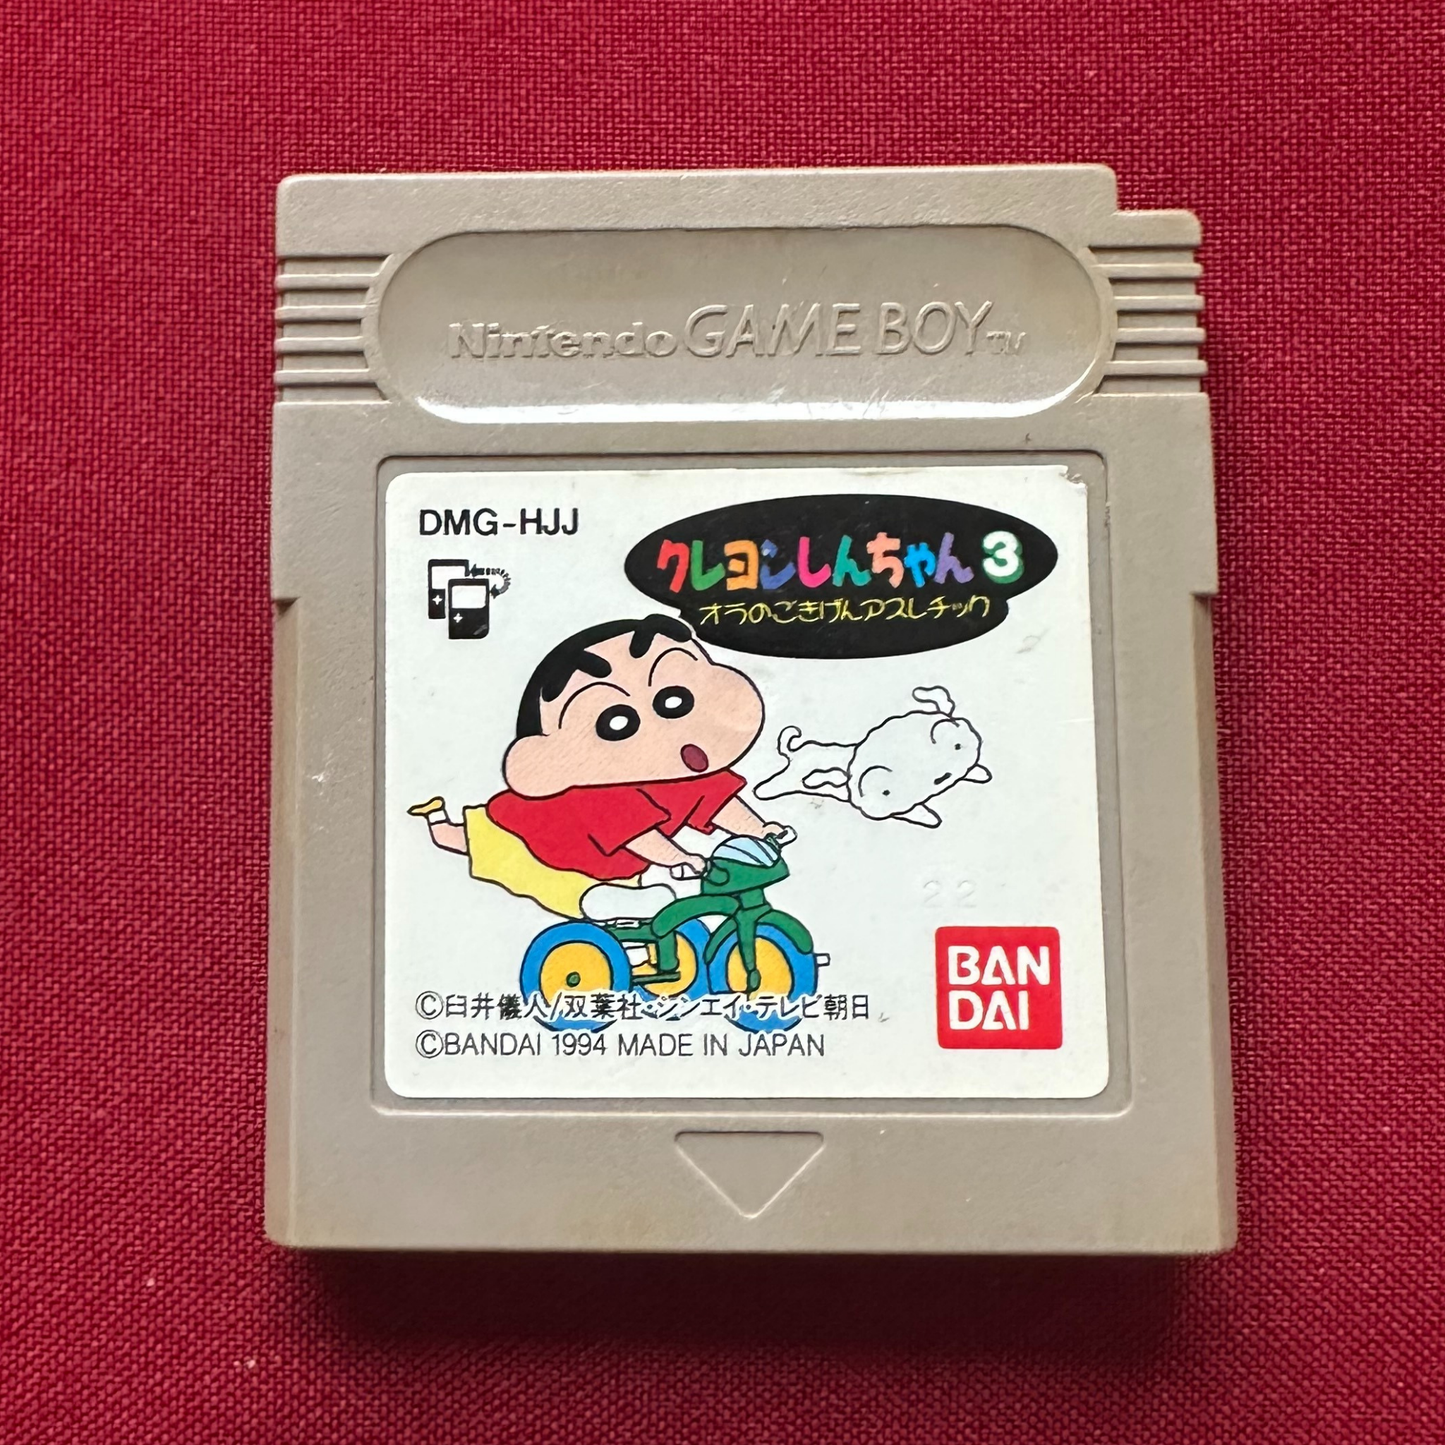 Nintendo GAME BOY TM
DMG-HJJ
クレヨンしんちゃん3
オラのごきげんアスレチック
22
BAN
DAI
©臼井儀人/双葉社・シンエイ・テレビ朝日
©BANDAI 1994 MADE IN JAPAN